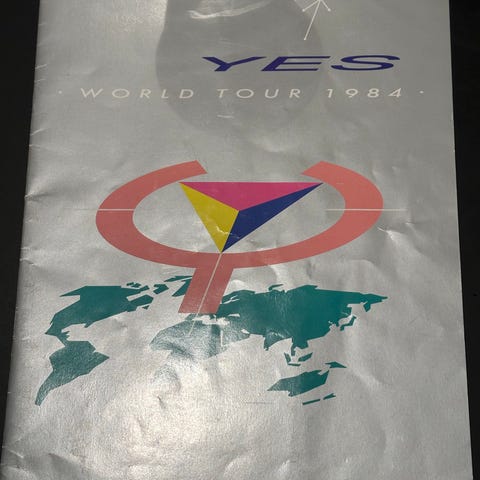 YES
· WORLD TOUR 1984 ·